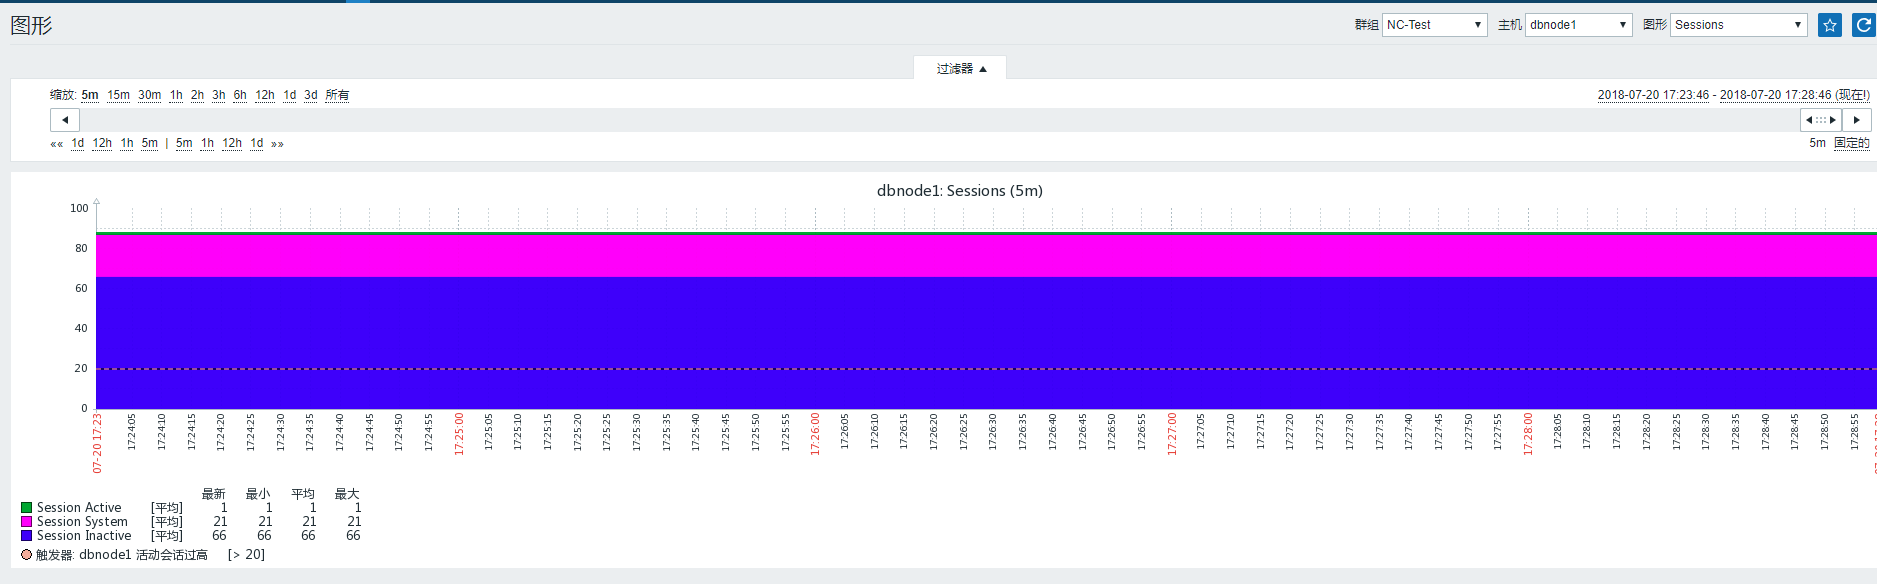 图形
群组 NC-Test 主机 dbnode1 图形 Sessions
过滤器
缩放: 5m 15m 30m 1h 2h 3h 6h 12h 1d 3d 所有
2018-07-20 17:23:46 - 2018-07-20 17:28:46 (现在!)
«« 1d 12h 1h 5m | 5m 1h 12h 1d »»
5m 固定的
dbnode1: Sessions (5m)
100
80
60
40
20
0
07-20 17:23 17:24:05 17:24:10 17:24:15 17:24:20 17:24:25 17:24:30 17:24:35 17:24:40 17:24:45 17:24:50 17:24:55 17:25:00 17:25:05 17:25:10 17:25:15 17:25:20 17:25:25 17:25:30 17:25:35 17:25:40 17:25:45 17:25:50 17:25:55 17:26:00 17:26:05 17:26:10 17:26:15 17:26:20 17:26:25 17:26:30 17:26:35 17:26:40 17:26:45 17:26:50 17:26:55 17:27:00 17:27:05 17:27:10 17:27:15 17:27:20 17:27:25 17:27:30 17:27:35 17:27:40 17:27:45 17:27:50 17:27:55 17:28:00 17:28:05 17:28:10 17:28:15 17:28:20 17:28:25 17:28:30 17:28:35 17:28:40 17:28:45 17:28:50 17:28:55
最新 最小 平均 最大
Session Active [平均] 1 1 1 1
Session System [平均] 21 21 21 21
Session Inactive [平均] 66 66 66 66
触发器: dbnode1 活动会话过高 [> 20]